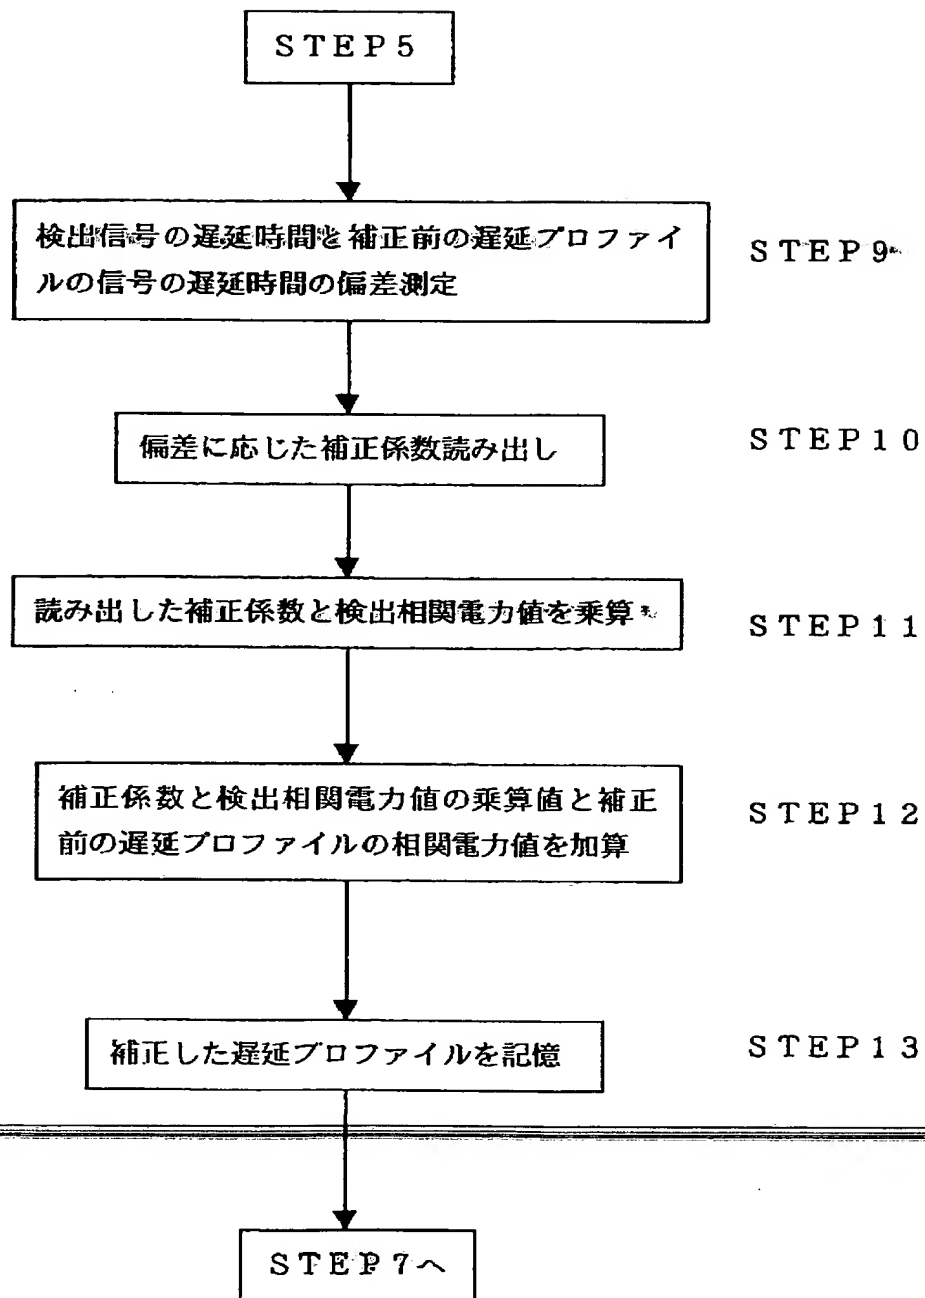 STEP5
検出信号の遅延時間と補正前の遅延プロファイ
ルの信号の遅延時間の偏差測定
STEP9
偏差に応じた補正係数読み出し
STEP10
読み出した補正係数と検出相関電力値を乗算
STEP11
補正係数と検出相関電力値の乗算値と補正
前の遅延プロファイルの相関電力値を加算
STEP12
補正した遅延プロファイルを記憶
STEP13
STEP7へ